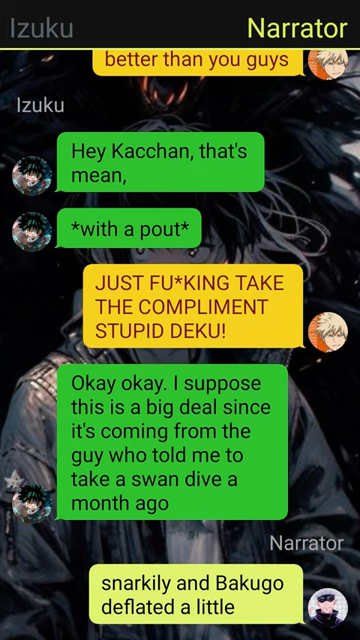 Izuku Narrator
better than you guys
Izuku
Hey Kacchan, that's
mean,
*with a pout*
JUST FU*KING TAKE
THE COMPLIMENT
STUPID DEKU!
Okay okay. I suppose
this is a big deal since
it's coming from the
guy who told me to
take a swan dive a
month ago
Narrator
snarkily and Bakugo
deflated a little